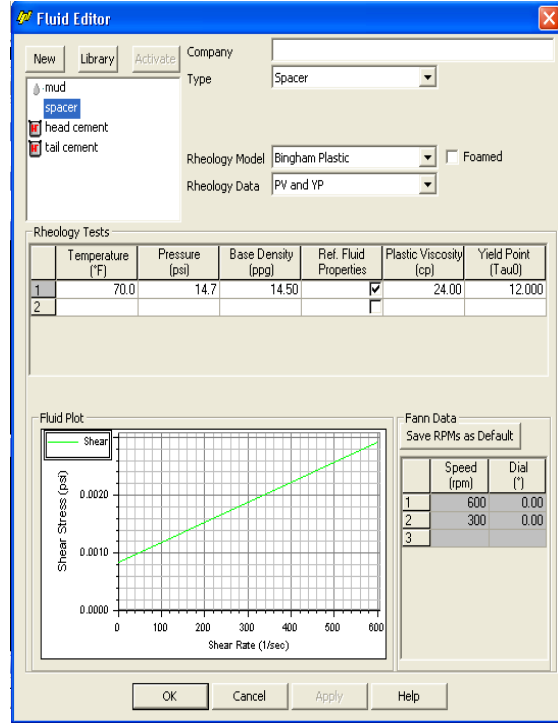 Fluid Editor
New Library Activate
Company
Type Spacer
mud
spacer
head cement
tail cement
Rheology Model Bingham Plastic Foamed
Rheology Data PV and YP
Rheology Tests
Temperature (°F) Pressure (psi) Base Density (ppg) Ref. Fluid Properties Plastic Viscosity (cp) Yield Point (Tau0)
1 70.0 14.7 14.50 24.00 12.000
2
Fluid Plot
Shear
Shear Stress (psi)
0.0020
0.0010
0.0000
0 100 200 300 400 500 600
Shear Rate (1/sec)
Fann Data
Save RPMs as Default
Speed (rpm) Dial (°)
1 600 0.00
2 300 0.00
3
OK Cancel Apply Help